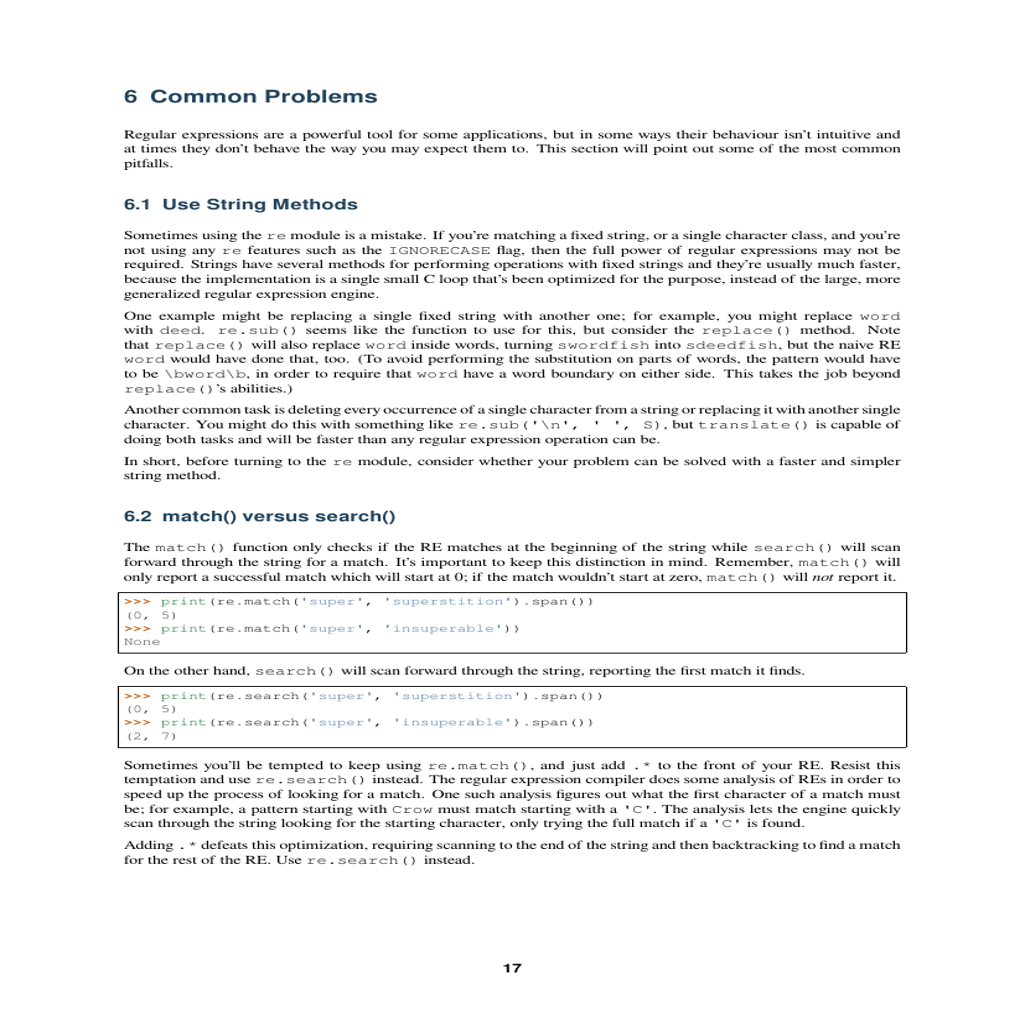 6 Common Problems
Regular expressions are a powerful tool for some applications, but in some ways their behaviour isn't intuitive and
at times they don't behave the way you may expect them to. This section will point out some of the most common
pitfalls.
6.1 Use String Methods
Sometimes using the re module is a mistake. If you're matching a fixed string, or a single character class, and you're
not using any re features such as the IGNORECASE flag, then the full power of regular expressions may not be
required. Strings have several methods for performing operations with fixed strings and they're usually much faster,
because the implementation is a single small C loop that's been optimized for the purpose, instead of the large, more
generalized regular expression engine.
One example might be replacing a single fixed string with another one; for example, you might replace word
with deed. re.sub() seems like the function to use for this, but consider the replace() method. Note
that replace() will also replace word inside words, turning swordfish into sdeedfish, but the naive RE
word would have done that, too. (To avoid performing the substitution on parts of words, the pattern would have
to be \bword\b, in order to require that word have a word boundary on either side. This takes the job beyond
replace()'s abilities.)
Another common task is deleting every occurrence of a single character from a string or replacing it with another single
character. You might do this with something like re.sub('\n', ' ', S), but translate() is capable of
doing both tasks and will be faster than any regular expression operation can be.
In short, before turning to the re module, consider whether your problem can be solved with a faster and simpler
string method.
6.2 match() versus search()
The match() function only checks if the RE matches at the beginning of the string while search() will scan
forward through the string for a match. It's important to keep this distinction in mind. Remember, match() will
only report a successful match which will start at 0; if the match wouldn't start at zero, match() will not report it.
>>> print(re.match('super', 'superstition').span())
(0, 5)
>>> print(re.match('super', 'insuperable'))
None
On the other hand, search() will scan forward through the string, reporting the first match it finds.
>>> print(re.search('super', 'superstition').span())
(0, 5)
>>> print(re.search('super', 'insuperable').span())
(2, 7)
Sometimes you'll be tempted to keep using re.match(), and just add .* to the front of your RE. Resist this
temptation and use re.search() instead. The regular expression compiler does some analysis of REs in order to
speed up the process of looking for a match. One such analysis figures out what the first character of a match must
be; for example, a pattern starting with Crow must match starting with a 'C'. The analysis lets the engine quickly
scan through the string looking for the starting character, only trying the full match if a 'C' is found.
Adding .* defeats this optimization, requiring scanning to the end of the string and then backtracking to find a match
for the rest of the RE. Use re.search() instead.
17